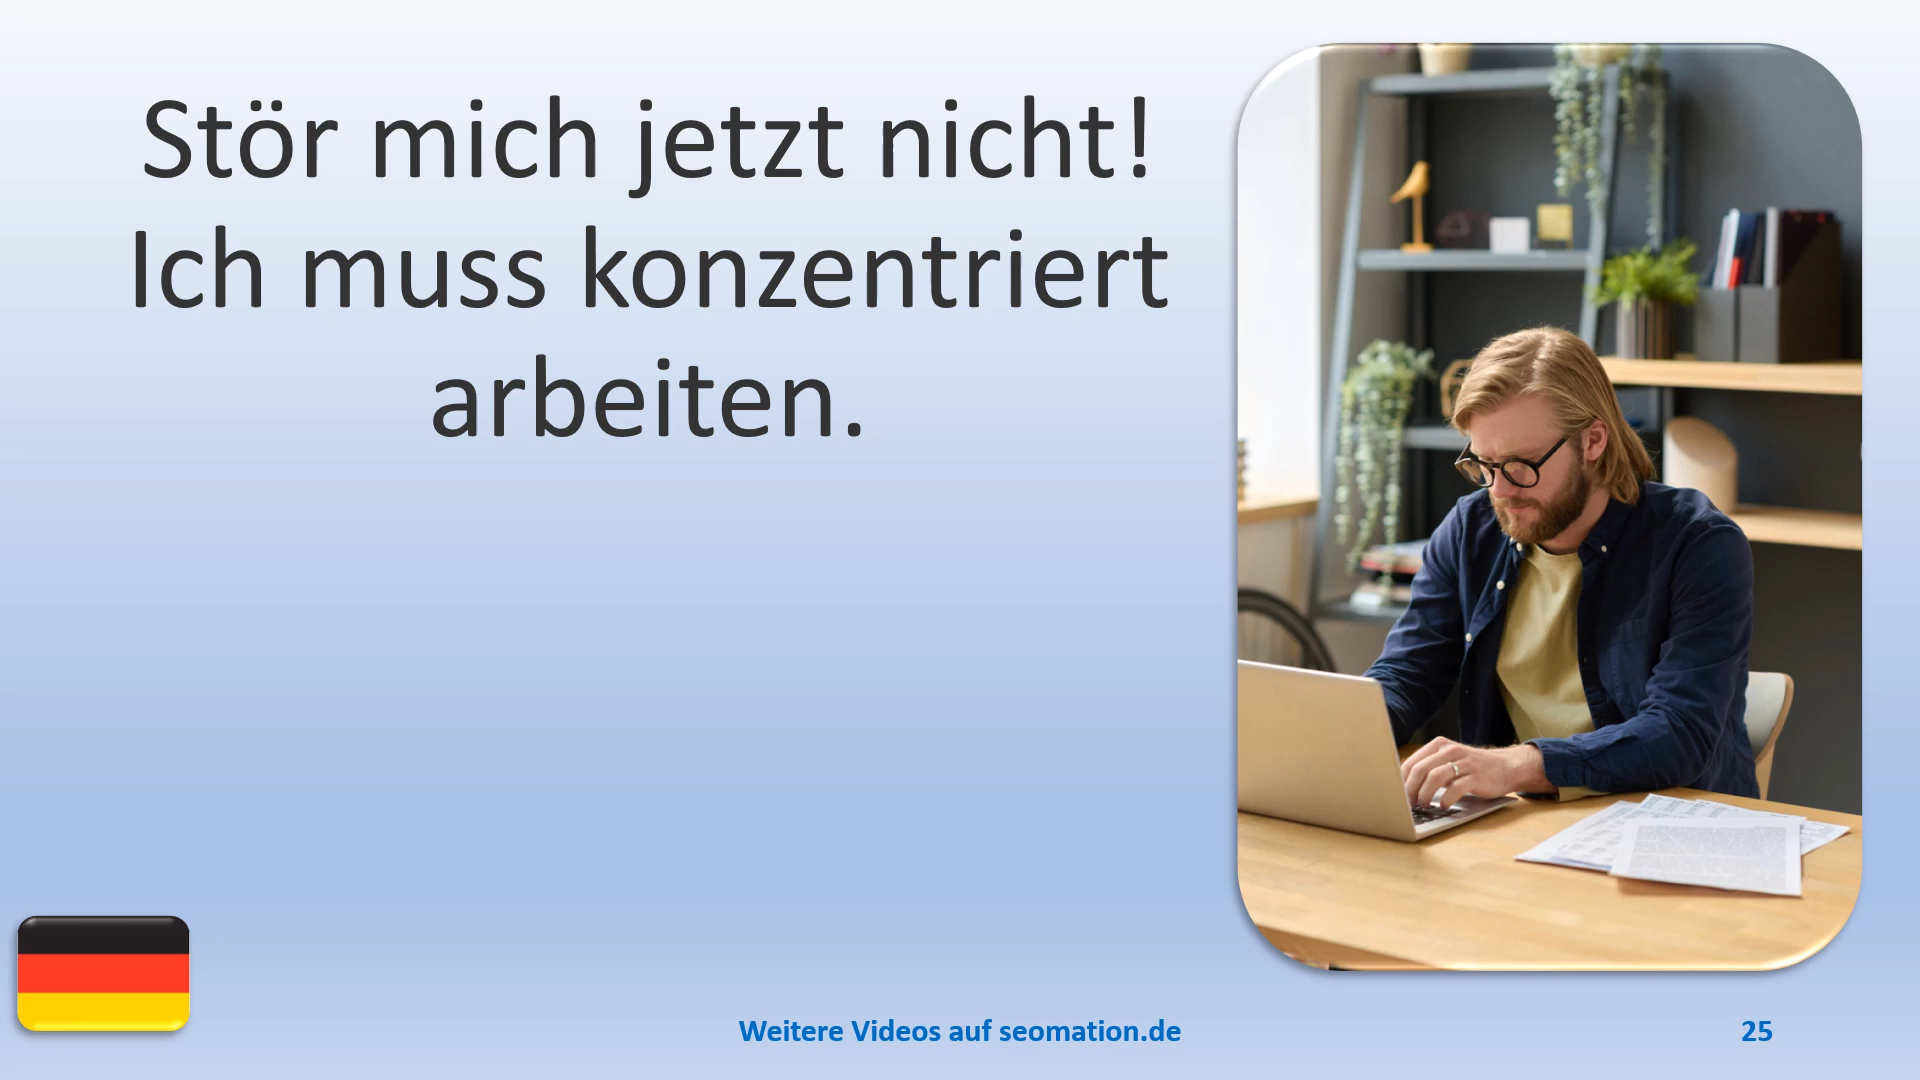 Stör mich jetzt nicht!
Ich muss konzentriert
arbeiten.
Weitere Videos auf seomation.de
25